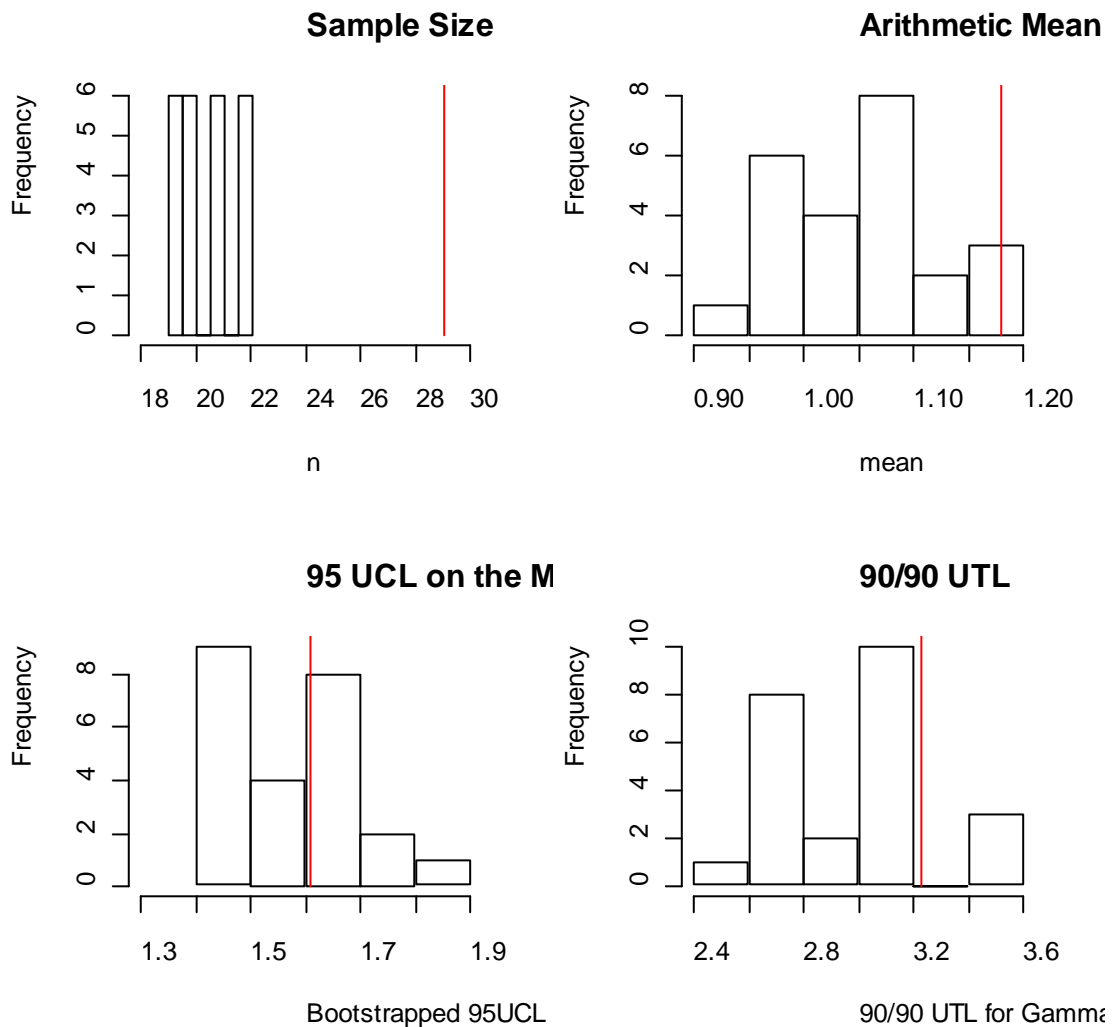 Sample Size
Frequency
0 1 2 3 4 5 6
18 20 22 24 26 28 30
n
Arithmetic Mean
Frequency
0 2 4 6 8
0.90 1.00 1.10 1.20
mean
95 UCL on the M
Frequency
0 2 4 6 8
1.3 1.5 1.7 1.9
Bootstrapped 95UCL
90/90 UTL
Frequency
0 2 4 6 8 10
2.4 2.8 3.2 3.6
90/90 UTL for Gamma